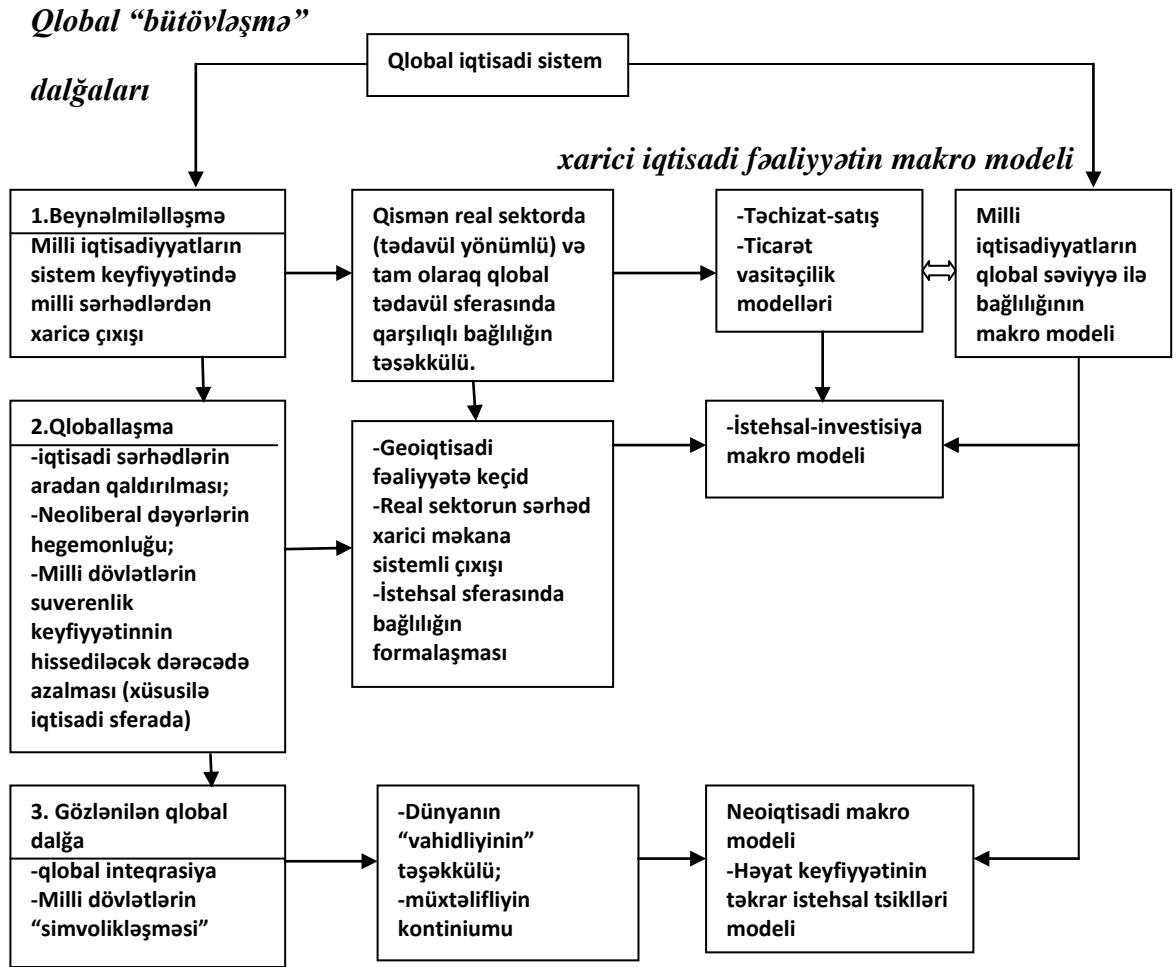 Qlobal “bütövləşmə”
dalğaları
Qlobal iqtisadi sistem
xarici iqtisadi fəaliyyətin makro modeli
1.Beynəlmiləlləşmə
Milli iqtisadiyyatların
sistem keyfiyyətində
milli sərhədlərdən
xaricə çıxışı
Qismən real sektorda
(tədavül yönümlü) və
tam olaraq qlobal
tədavül sferasında
qarşılıqlı bağlılığın
təsəkkülü.
-Təchizat-satış
-Ticarət
vasitəçilik
modelləri
Milli
iqtisadiyyatların
qlobal səviyyə ilə
bağlılığının
makro modeli
2.Qloballaşma
-iqtisadi sərhədlərin
aradan qaldırılması;
-Neoliberal dəyərlərin
hegemonluğu;
-Milli dövlətlərin
suverenlik
keyfiyyətinnin
hissediləcək dərəcədə
azalması (xüsusilə
iqtisadi sferada)
-Geoiqtisadi
fəaliyyətə keçid
-Real sektorun sərhəd
xarici məkana
sistemli çıxışı
-İstehsal sferasında
bağlılığın
formalaşması
-İstehsal-investisiya
makro modeli
3. Gözlənilən qlobal
dalğa
-qlobal inteqrasiya
-Milli dövlətlərin
“simvolikləşməsi”
-Dünyanın
“vahidliyinin”
təşəkkülü;
-müxtəlifliyin
kontiniumu
Neoiqtisadi makro
modeli
-Həyat keyfiyyətinin
təkrar istehsal tsiklləri
modeli